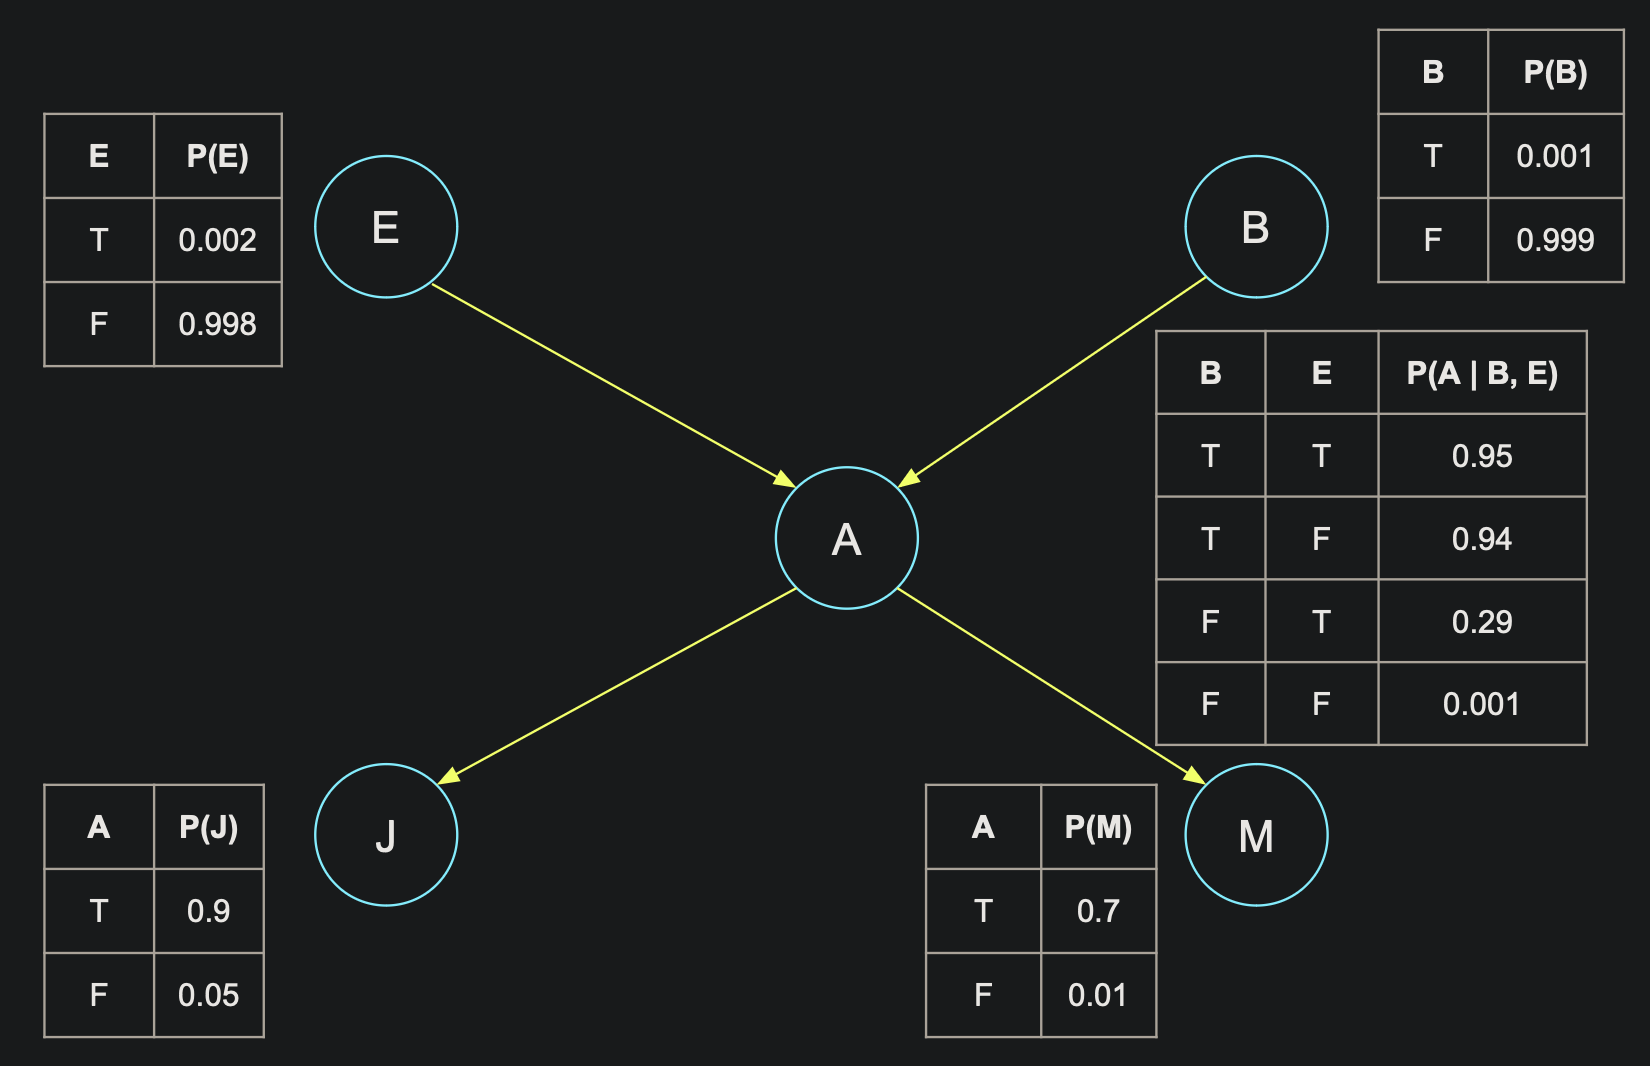 B P(B)
T 0.001
F 0.999
E P(E)
T 0.002
F 0.998
E
B
B E P(A | B, E)
T T 0.95
T F 0.94
F T 0.29
F F 0.001
A
A P(J)
T 0.9
F 0.05
J
A P(M)
T 0.7
F 0.01
M